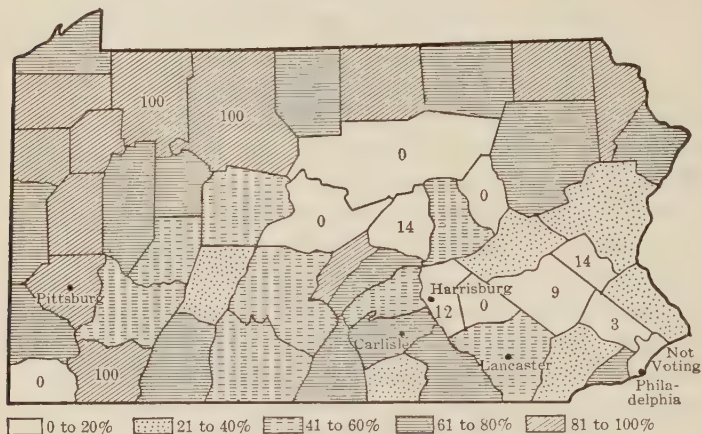 100
100
0
0
0
14
14
Pittsburg
Harrisburg
9
0
12
3
Carlisle
Not
Voting
Lancaster
0
100
Phila-
delphia
0 to 20%
21 to 40%
41 to 60%
61 to 80%
81 to 100%